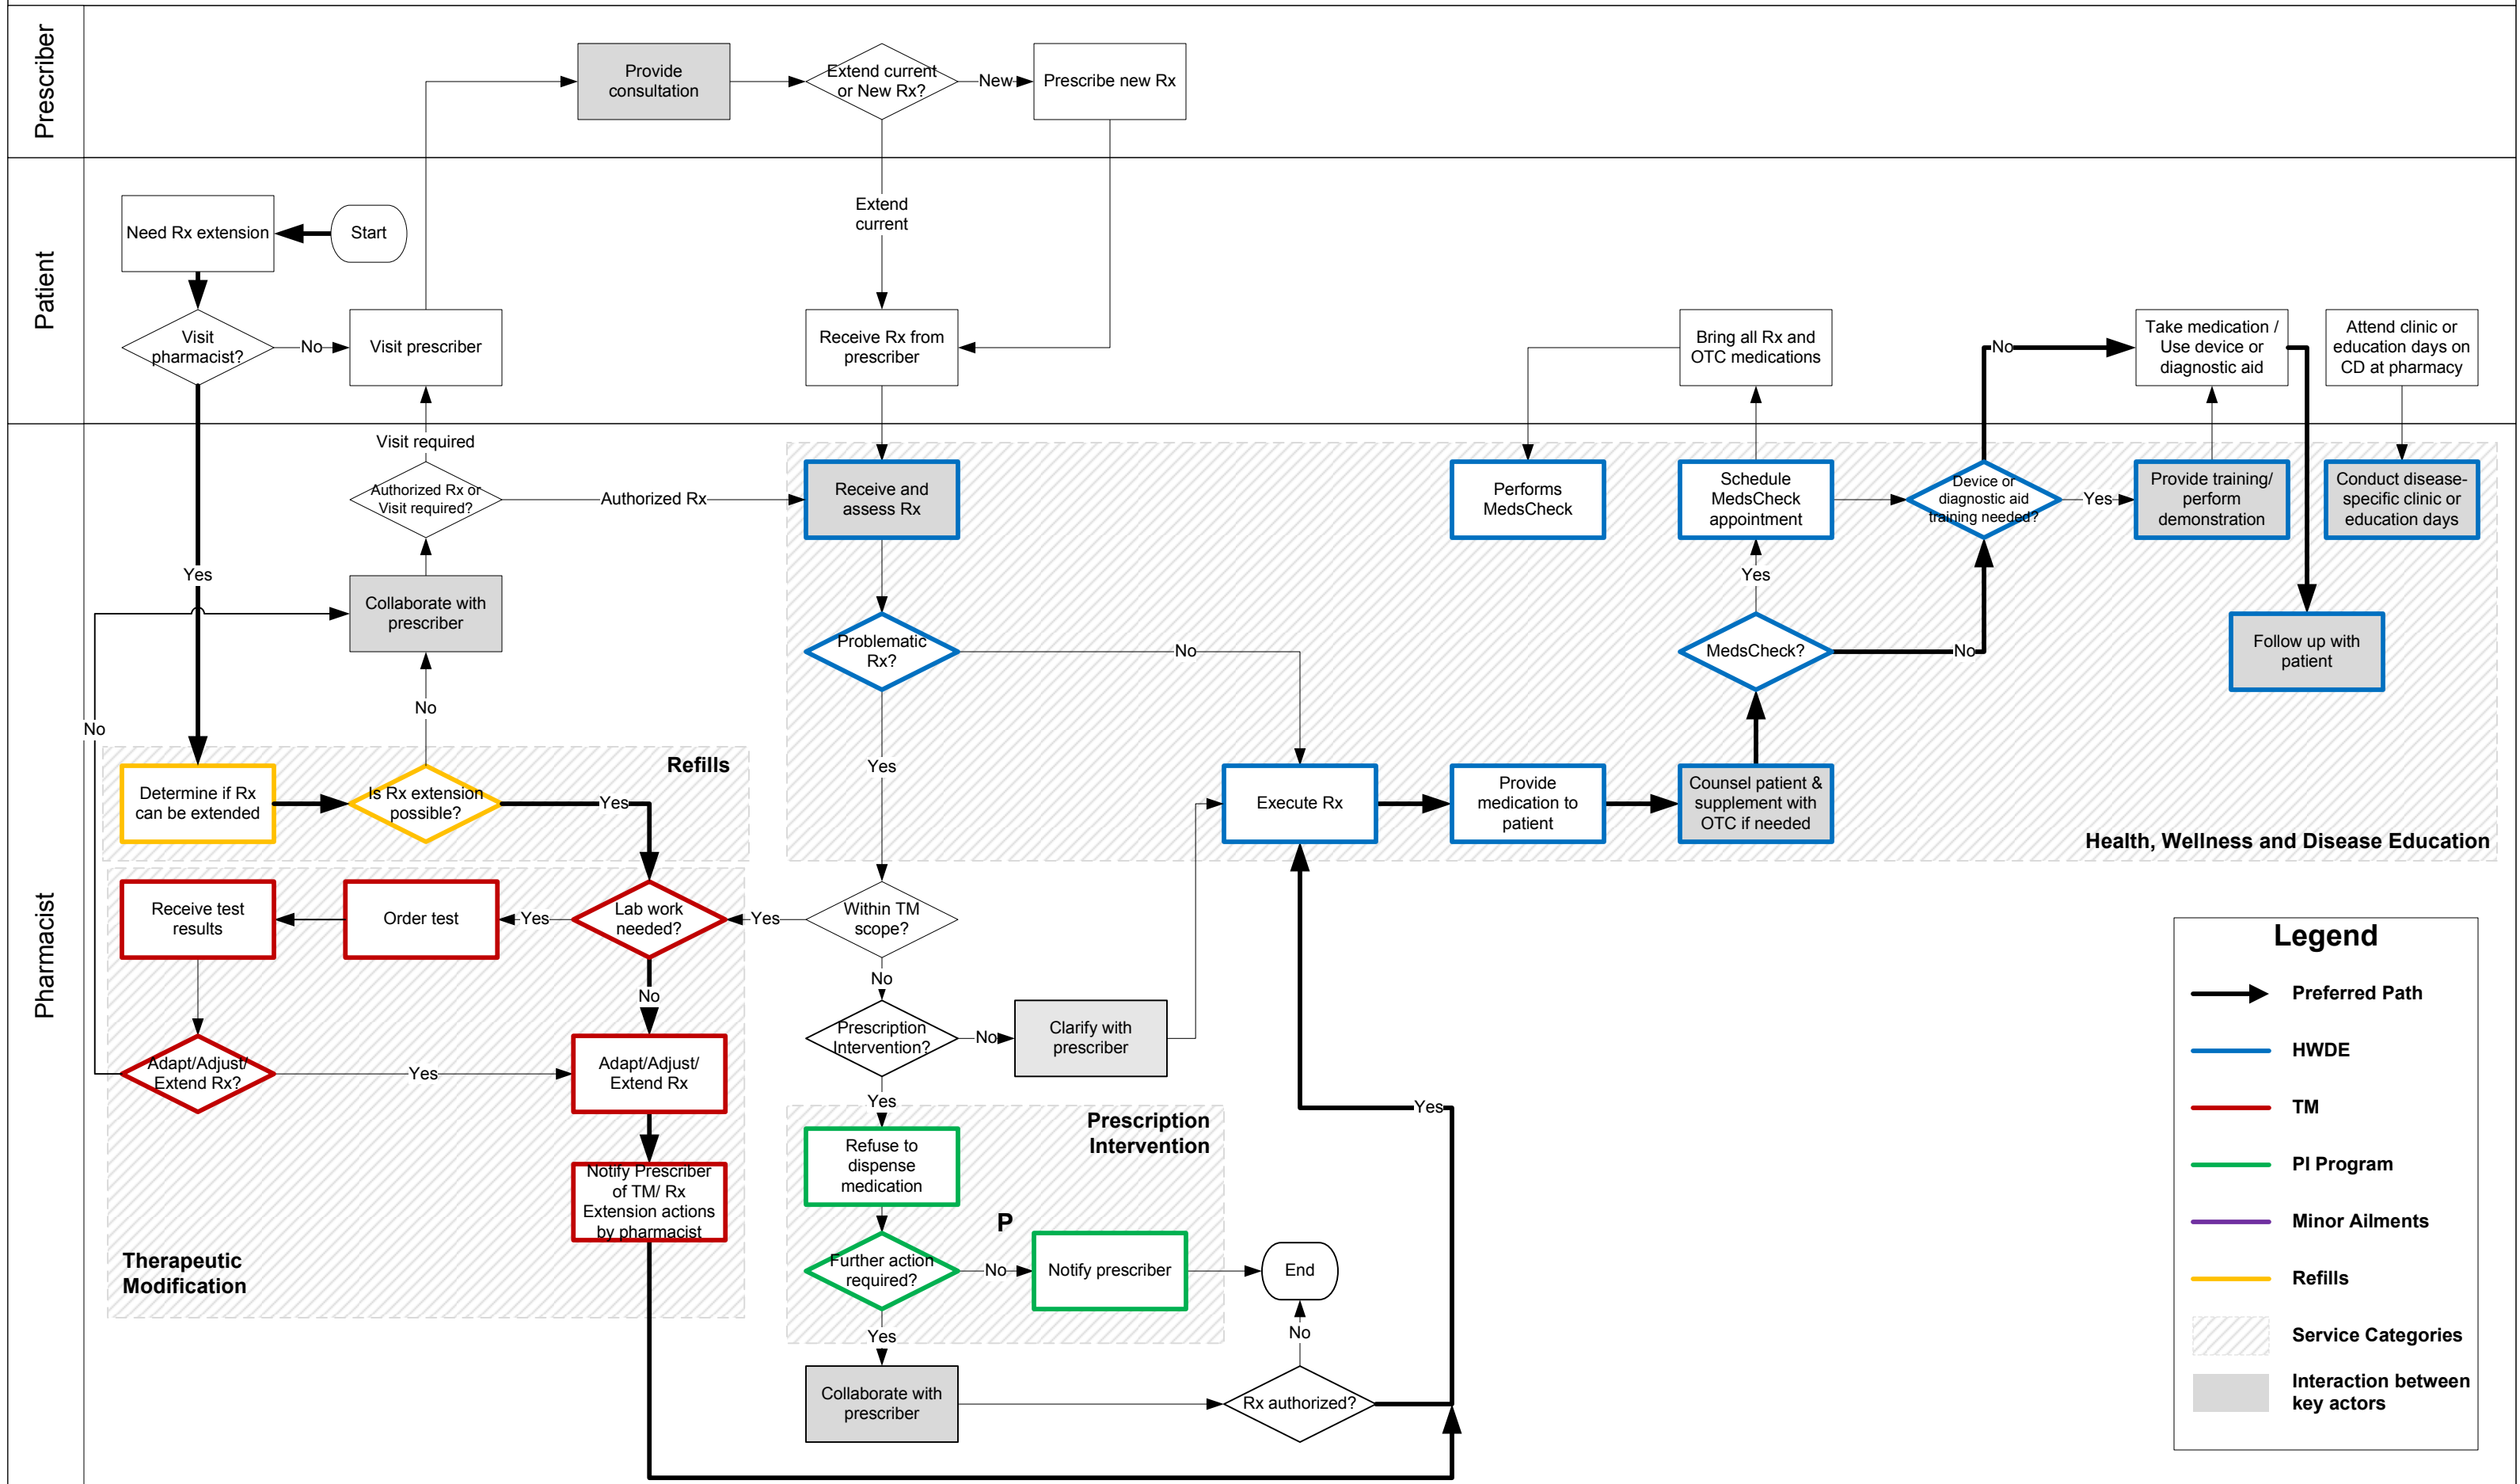 Prescriber
Provide
consultation
Extend current
or New Rx?
New
Prescribe new Rx
Patient
Need Rx extension
Start
Extend
current
Visit
pharmacist?
No
Visit prescriber
Receive Rx from
prescriber
Bring all Rx and
OTC medications
No
Take medication /
Use device or
diagnostic aid
Attend clinic or
education days on
CD at pharmacy
Pharmacist
Visit required
Authorized Rx or
Visit required?
Authorized Rx
Receive and
assess Rx
Performs
MedsCheck
Schedule
MedsCheck
appointment
Device or
diagnostic aid
training needed?
Yes
Provide training/
perform
demonstration
Conduct disease-
specific clinic or
education days
Yes
Collaborate with
prescriber
Yes
Problematic
Rx?
No
MedsCheck?
No
Follow up with
patient
No
No
Refills
Yes
Determine if Rx
can be extended
Is Rx extension
possible?
Yes
Execute Rx
Provide
medication to
patient
Counsel patient &
supplement with
OTC if needed
Health, Wellness and Disease Education
Receive test
results
Order test
Yes
Lab work
needed?
Yes
Within TM
scope?
No
No
Adapt/Adjust/
Extend Rx?
Yes
Adapt/Adjust/
Extend Rx
Prescription
Intervention?
No
Clarify with
prescriber
Yes
Yes
Prescription
Intervention
Refuse to
dispense
medication
Notify Prescriber
of TM/ Rx
Extension actions
by pharmacist
Therapeutic
Modification
P
Further action
required?
No
Notify prescriber
End
Yes
No
Collaborate with
prescriber
Rx authorized?
Legend
Preferred Path
HWDE
TM
PI Program
Minor Ailments
Refills
Service Categories
Interaction between
key actors